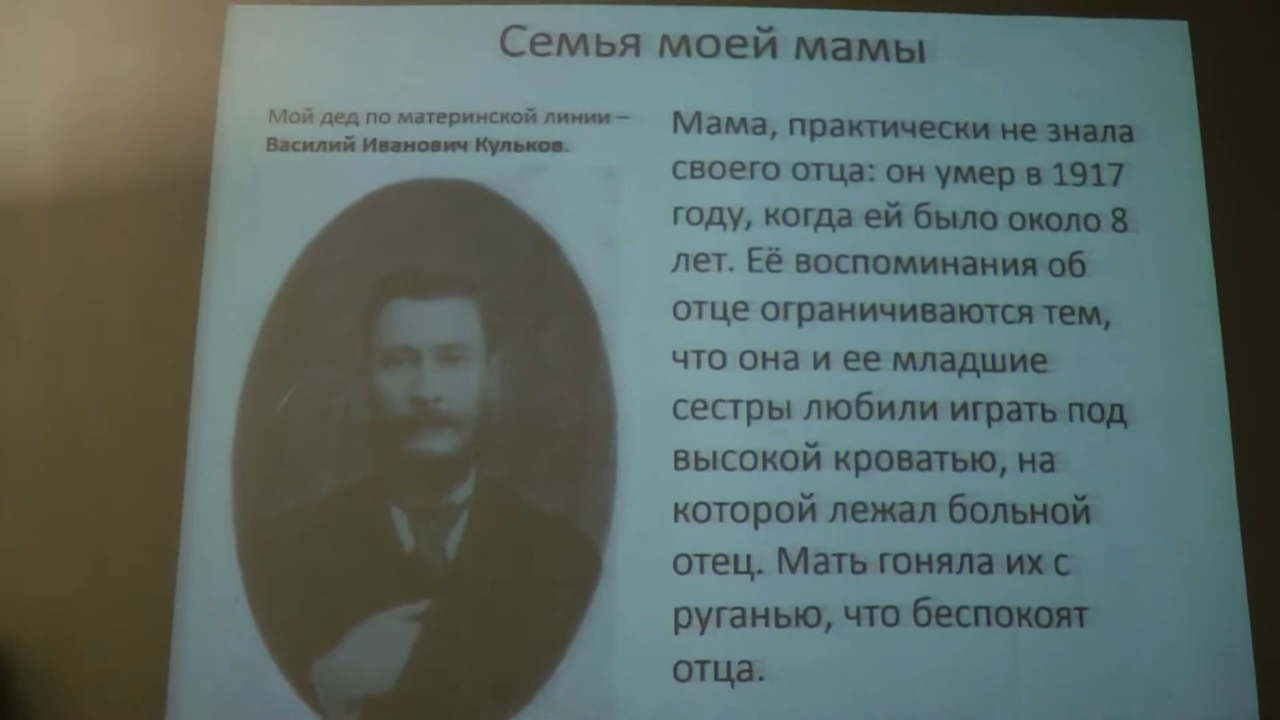 Семья моей мамы
Мой дед по материнской линии –
Василий Иванович Кульков.
Мама, практически не знала
своего отца: он умер в 1917
году, когда ей было около 8
лет. Её воспоминания об
отце ограничиваются тем,
что она и ее младшие
сестры любили играть под
высокой кроватью, на
которой лежал больной
отец. Мать гоняла их с
руганью, что беспокоят
отца.